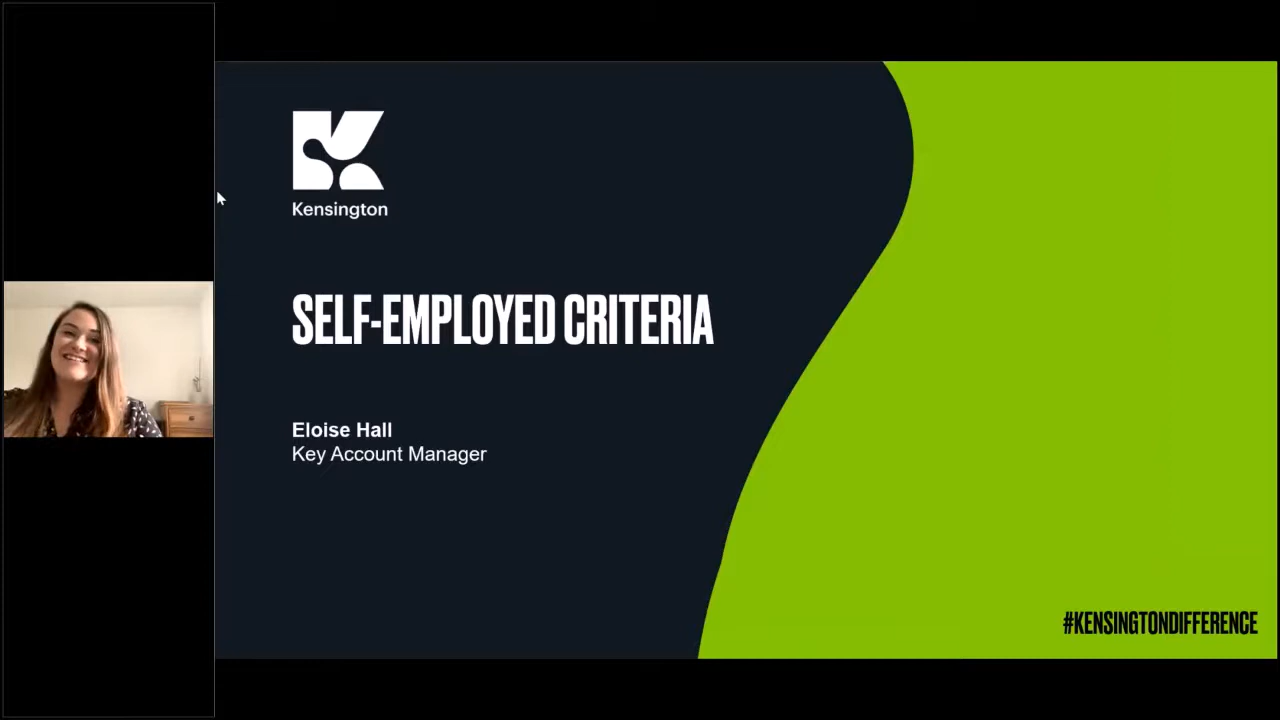 Kensington
SELF-EMPLOYED CRITERIA
Eloise Hall
Key Account Manager
#KENSINGTONDIFFERENCE